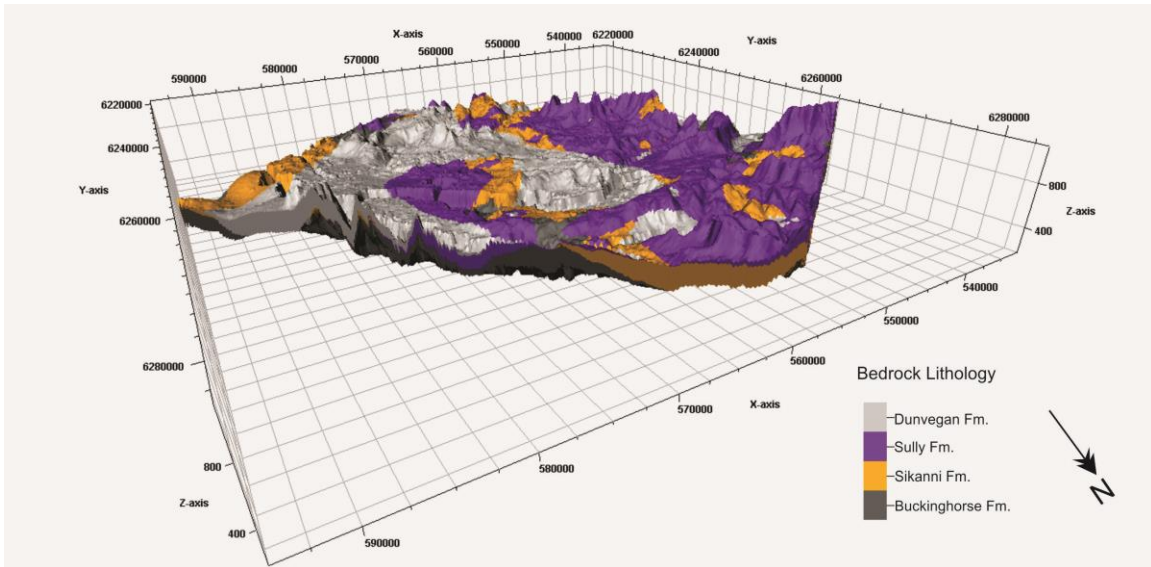 X-axis
590000
580000
570000
560000
550000
540000
6220000
6240000
Y-axis
6260000
6280000
800
Z-axis
400
6220000
6240000
Y-axis
6260000
6280000
800
Z-axis
400
540000
550000
560000
X-axis
570000
580000
590000
Bedrock Lithology
Dunvegan Fm.
Sully Fm.
Sikanni Fm.
Buckinghorse Fm.
N